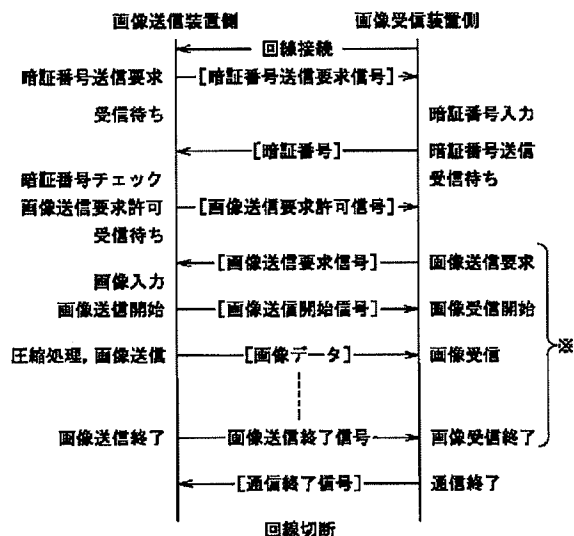 画像送信装置側 画像受信装置側
回線接続
暗証番号送信要求 [暗証番号送信要求信号]
受信待ち 暗証番号入力
[暗証番号] 暗証番号送信
暗証番号チェック 受信待ち
画像送信要求許可 [画像送信要求許可信号]
受信待ち
[画像送信要求信号] 画像送信要求
画像入力
画像送信開始 [画像送信開始信号] 画像受信開始
圧縮処理,画像送信 [画像データ] 画像受信 ※
画像送信終了 画像送信終了信号 画像受信終了
[通信終了信号] 通信終了
回線切断